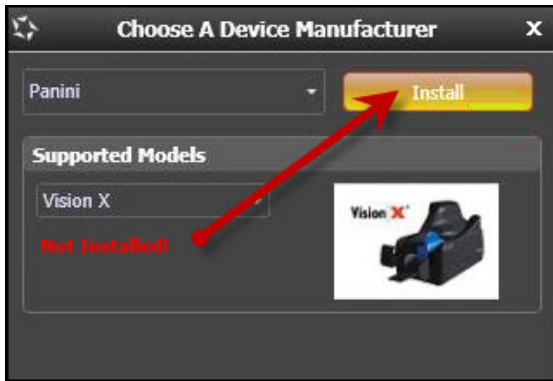 Choose A Device Manufacturer X
Panini Install
Supported Models
Vision X
Vision X
Not Installed!